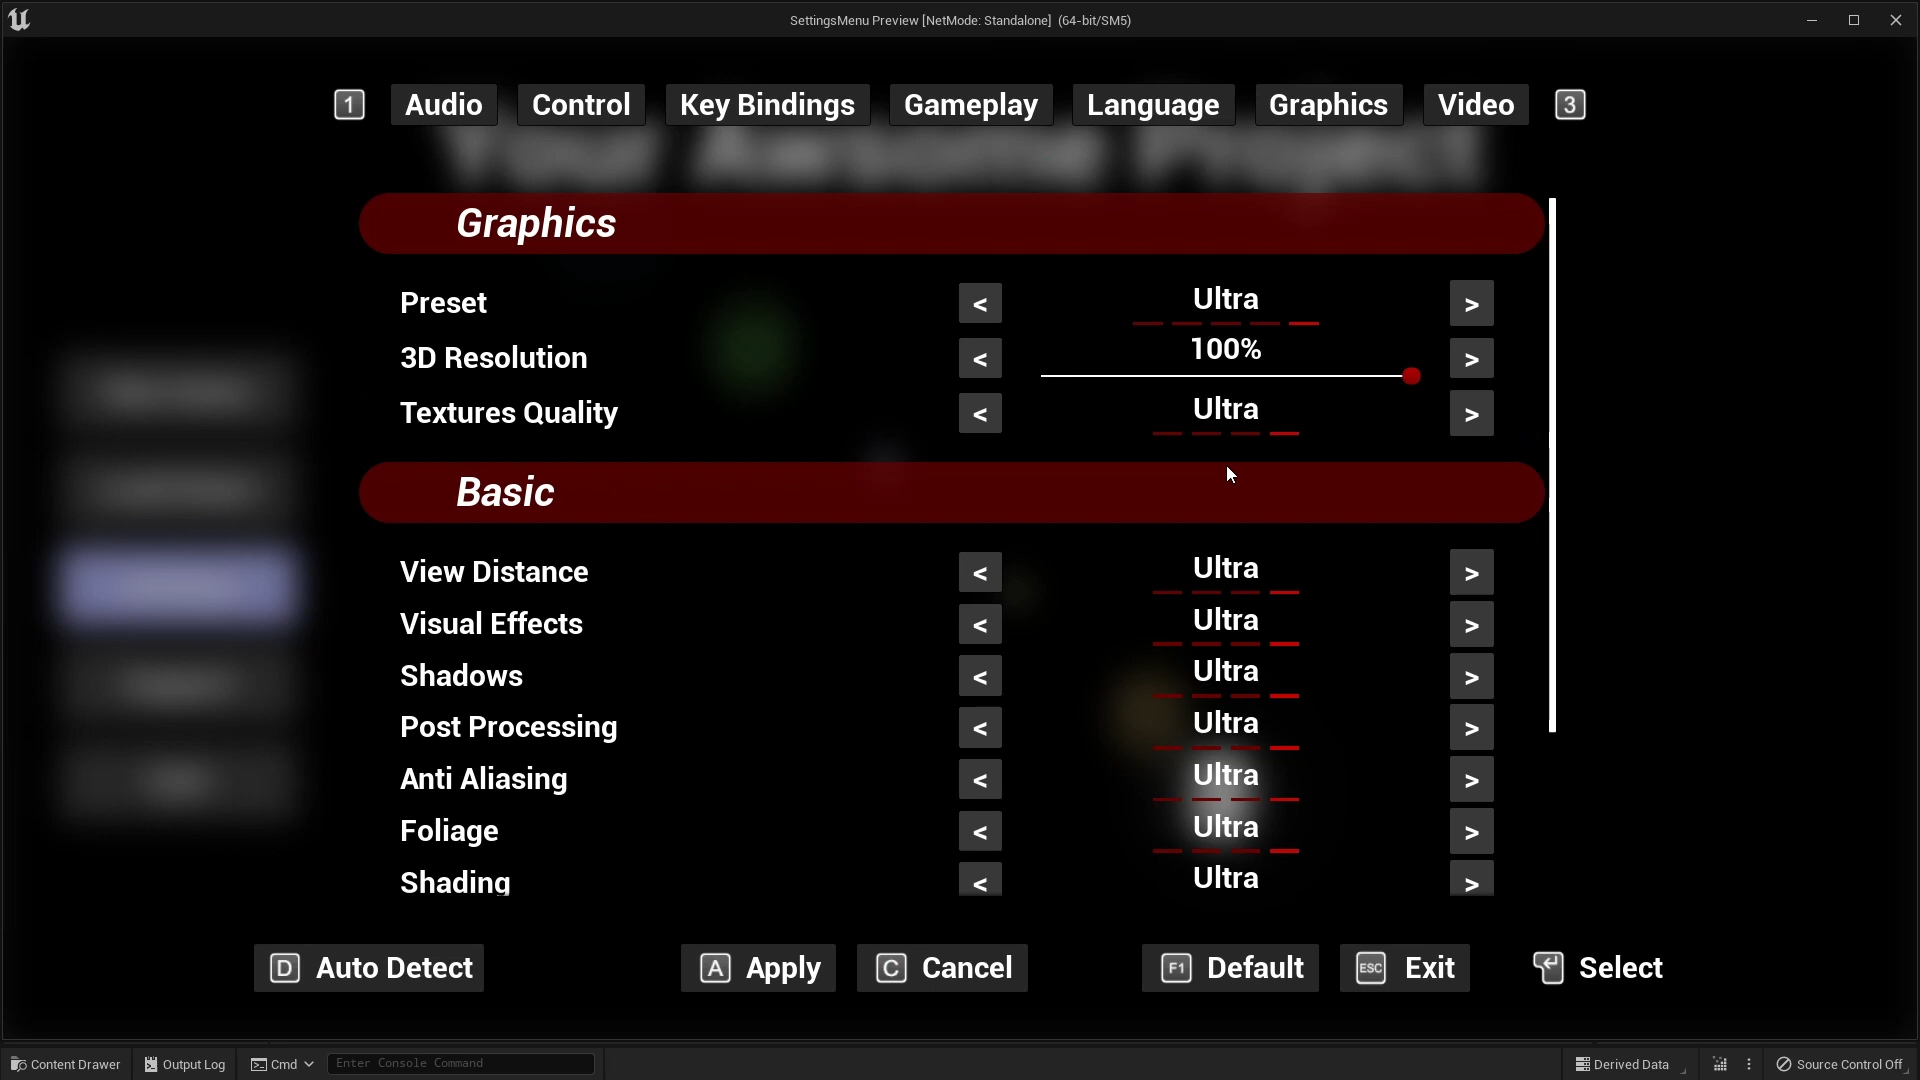 SettingsMenu Preview [NetMode: Standalone] (64-bit/SM5)
1 Audio Control Key Bindings Gameplay Language Graphics Video 3
Graphics
Preset < Ultra >
3D Resolution < 100% >
Textures Quality < Ultra >
Basic
View Distance < Ultra >
Visual Effects < Ultra >
Shadows < Ultra >
Post Processing < Ultra >
Anti Aliasing < Ultra >
Foliage < Ultra >
Shading < Ultra >
D Auto Detect A Apply C Cancel F1 Default ESC Exit Select
Content Drawer Output Log Cmd Enter Console Command Derived Data Source Control Off